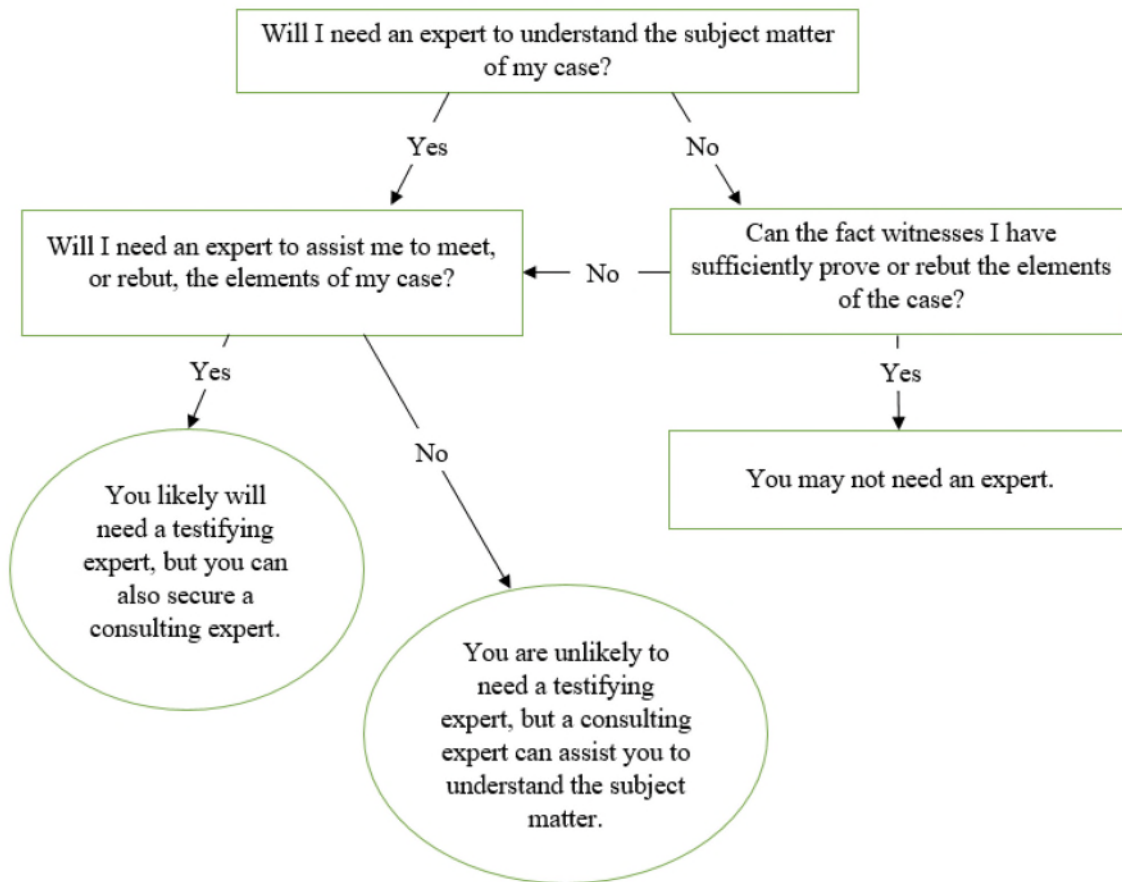 Will I need an expert to understand the subject matter
of my case?
Yes
No
Will I need an expert to assist me to meet,
or rebut, the elements of my case?
No
Can the fact witnesses I have
sufficiently prove or rebut the elements
of the case?
Yes
No
Yes
You likely will
need a testifying
expert, but you can
also secure a
consulting expert.
You are unlikely to
need a testifying
expert, but a consulting
expert can assist you to
understand the subject
matter.
You may not need an expert.